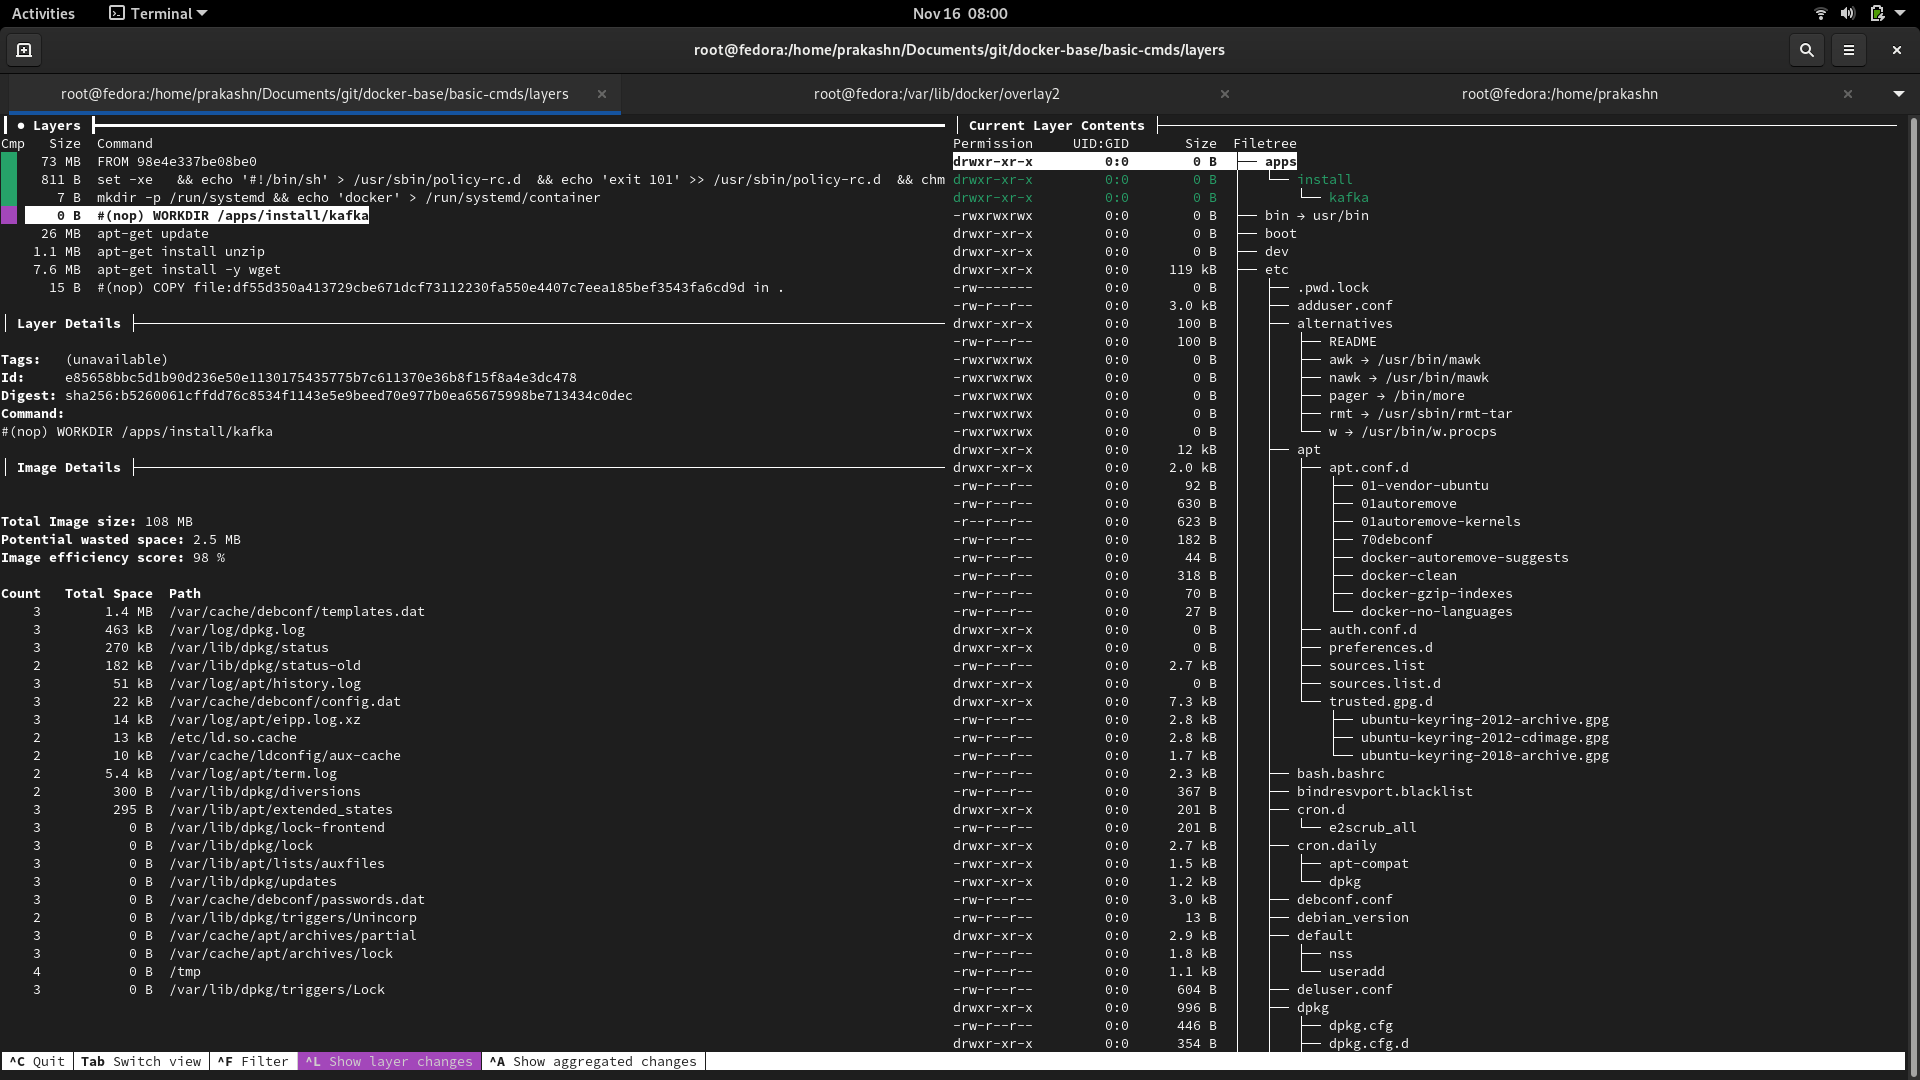 Activities Terminal Nov 16 08:00
root@fedora:/home/prakashn/Documents/git/docker-base/basic-cmds/layers
root@fedora:/home/prakashn/Documents/git/docker-base/basic-cmds/layers × root@fedora:/var/lib/docker/overlay2 × root@fedora:/home/prakashn ×
● Layers
Cmp Size Command
73 MB FROM 98e4e337be08be0
811 B set -xe && echo '#!/bin/sh' > /usr/sbin/policy-rc.d && echo 'exit 101' >> /usr/sbin/policy-rc.d && chm
7 B mkdir -p /run/systemd && echo 'docker' > /run/systemd/container
0 B #(nop) WORKDIR /apps/install/kafka
26 MB apt-get update
1.1 MB apt-get install unzip
7.6 MB apt-get install -y wget
15 B #(nop) COPY file:df55d350a413729cbe671dcf73112230fa550e4407c7eea185bef3543fa6cd9d in .
Layer Details
Tags: (unavailable)
Id: e85658bbc5d1b90d236e50e1130175435775b7c611370e36b8f15f8a4e3dc478
Digest: sha256:b5260061cffdd76c8534f1143e5e9beed70e977b0ea65675998be713434c0dec
Command:
#(nop) WORKDIR /apps/install/kafka
Image Details
Total Image size: 108 MB
Potential wasted space: 2.5 MB
Image efficiency score: 98 %
Count Total Space Path
3 1.4 MB /var/cache/debconf/templates.dat
3 463 kB /var/log/dpkg.log
3 270 kB /var/lib/dpkg/status
2 182 kB /var/lib/dpkg/status-old
3 51 kB /var/log/apt/history.log
3 22 kB /var/cache/debconf/config.dat
3 14 kB /var/log/apt/eipp.log.xz
2 13 kB /etc/ld.so.cache
2 10 kB /var/cache/ldconfig/aux-cache
2 5.4 kB /var/log/apt/term.log
2 300 B /var/lib/dpkg/diversions
3 295 B /var/lib/apt/extended_states
3 0 B /var/lib/dpkg/lock-frontend
3 0 B /var/lib/dpkg/lock
3 0 B /var/lib/apt/lists/auxfiles
3 0 B /var/lib/dpkg/updates
3 0 B /var/cache/debconf/passwords.dat
2 0 B /var/lib/dpkg/triggers/Unincorp
3 0 B /var/cache/apt/archives/partial
3 0 B /var/cache/apt/archives/lock
4 0 B /tmp
3 0 B /var/lib/dpkg/triggers/Lock
Current Layer Contents
Permission UID:GID Size Filetree
drwxr-xr-x 0:0 0 B ├── apps
drwxr-xr-x 0:0 0 B │ └── install
drwxr-xr-x 0:0 0 B │ └── kafka
-rwxrwxrwx 0:0 0 B ├── bin → usr/bin
drwxr-xr-x 0:0 0 B ├── boot
drwxr-xr-x 0:0 0 B ├── dev
drwxr-xr-x 0:0 119 kB ├── etc
-rw------- 0:0 0 B │ ├── .pwd.lock
-rw-r--r-- 0:0 3.0 kB │ ├── adduser.conf
drwxr-xr-x 0:0 100 B │ ├── alternatives
-rw-r--r-- 0:0 100 B │ │ ├── README
-rwxrwxrwx 0:0 0 B │ │ ├── awk → /usr/bin/mawk
-rwxrwxrwx 0:0 0 B │ │ ├── nawk → /usr/bin/mawk
-rwxrwxrwx 0:0 0 B │ │ ├── pager → /bin/more
-rwxrwxrwx 0:0 0 B │ │ ├── rmt → /usr/sbin/rmt-tar
-rwxrwxrwx 0:0 0 B │ │ └── w → /usr/bin/w.procps
drwxr-xr-x 0:0 12 kB │ ├── apt
drwxr-xr-x 0:0 2.0 kB │ │ ├── apt.conf.d
-rw-r--r-- 0:0 92 B │ │ │ ├── 01-vendor-ubuntu
-rw-r--r-- 0:0 630 B │ │ │ ├── 01autoremove
-r--r--r-- 0:0 623 B │ │ │ ├── 01autoremove-kernels
-rw-r--r-- 0:0 182 B │ │ │ ├── 70debconf
-rw-r--r-- 0:0 44 B │ │ │ ├── docker-autoremove-suggests
-rw-r--r-- 0:0 318 B │ │ │ ├── docker-clean
-rw-r--r-- 0:0 70 B │ │ │ ├── docker-gzip-indexes
-rw-r--r-- 0:0 27 B │ │ │ └── docker-no-languages
drwxr-xr-x 0:0 0 B │ │ ├── auth.conf.d
drwxr-xr-x 0:0 0 B │ │ ├── preferences.d
-rw-r--r-- 0:0 2.7 kB │ │ ├── sources.list
drwxr-xr-x 0:0 0 B │ │ ├── sources.list.d
drwxr-xr-x 0:0 7.3 kB │ │ └── trusted.gpg.d
-rw-r--r-- 0:0 2.8 kB │ │ ├── ubuntu-keyring-2012-archive.gpg
-rw-r--r-- 0:0 2.8 kB │ │ ├── ubuntu-keyring-2012-cdimage.gpg
-rw-r--r-- 0:0 1.7 kB │ │ └── ubuntu-keyring-2018-archive.gpg
-rw-r--r-- 0:0 2.3 kB │ ├── bash.bashrc
-rw-r--r-- 0:0 367 B │ ├── bindresvport.blacklist
drwxr-xr-x 0:0 201 B │ ├── cron.d
-rw-r--r-- 0:0 201 B │ │ └── e2scrub_all
drwxr-xr-x 0:0 2.7 kB │ ├── cron.daily
-rwxr-xr-x 0:0 1.5 kB │ │ ├── apt-compat
-rwxr-xr-x 0:0 1.2 kB │ │ └── dpkg
-rw-r--r-- 0:0 3.0 kB │ ├── debconf.conf
-rw-r--r-- 0:0 13 B │ ├── debian_version
drwxr-xr-x 0:0 2.9 kB │ ├── default
-rw-r--r-- 0:0 1.8 kB │ │ ├── nss
-rw-r--r-- 0:0 1.1 kB │ │ └── useradd
-rw-r--r-- 0:0 604 B │ ├── deluser.conf
drwxr-xr-x 0:0 996 B │ ├── dpkg
-rw-r--r-- 0:0 446 B │ │ ├── dpkg.cfg
drwxr-xr-x 0:0 354 B │ │ ├── dpkg.cfg.d
^C Quit Tab Switch view ^F Filter ^L Show layer changes ^A Show aggregated changes